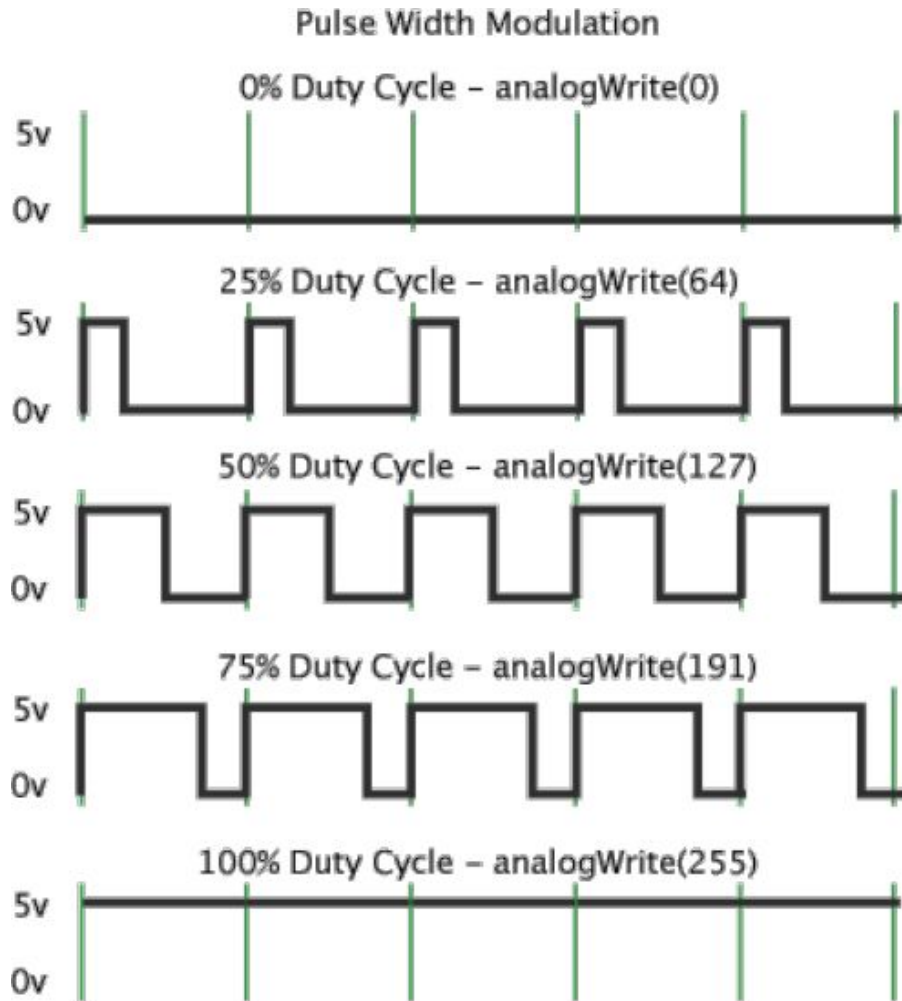 Pulse Width Modulation
0% Duty Cycle – analogWrite(0)
5v
0v
25% Duty Cycle – analogWrite(64)
5v
0v
50% Duty Cycle – analogWrite(127)
5v
0v
75% Duty Cycle – analogWrite(191)
5v
0v
100% Duty Cycle – analogWrite(255)
5v
0v